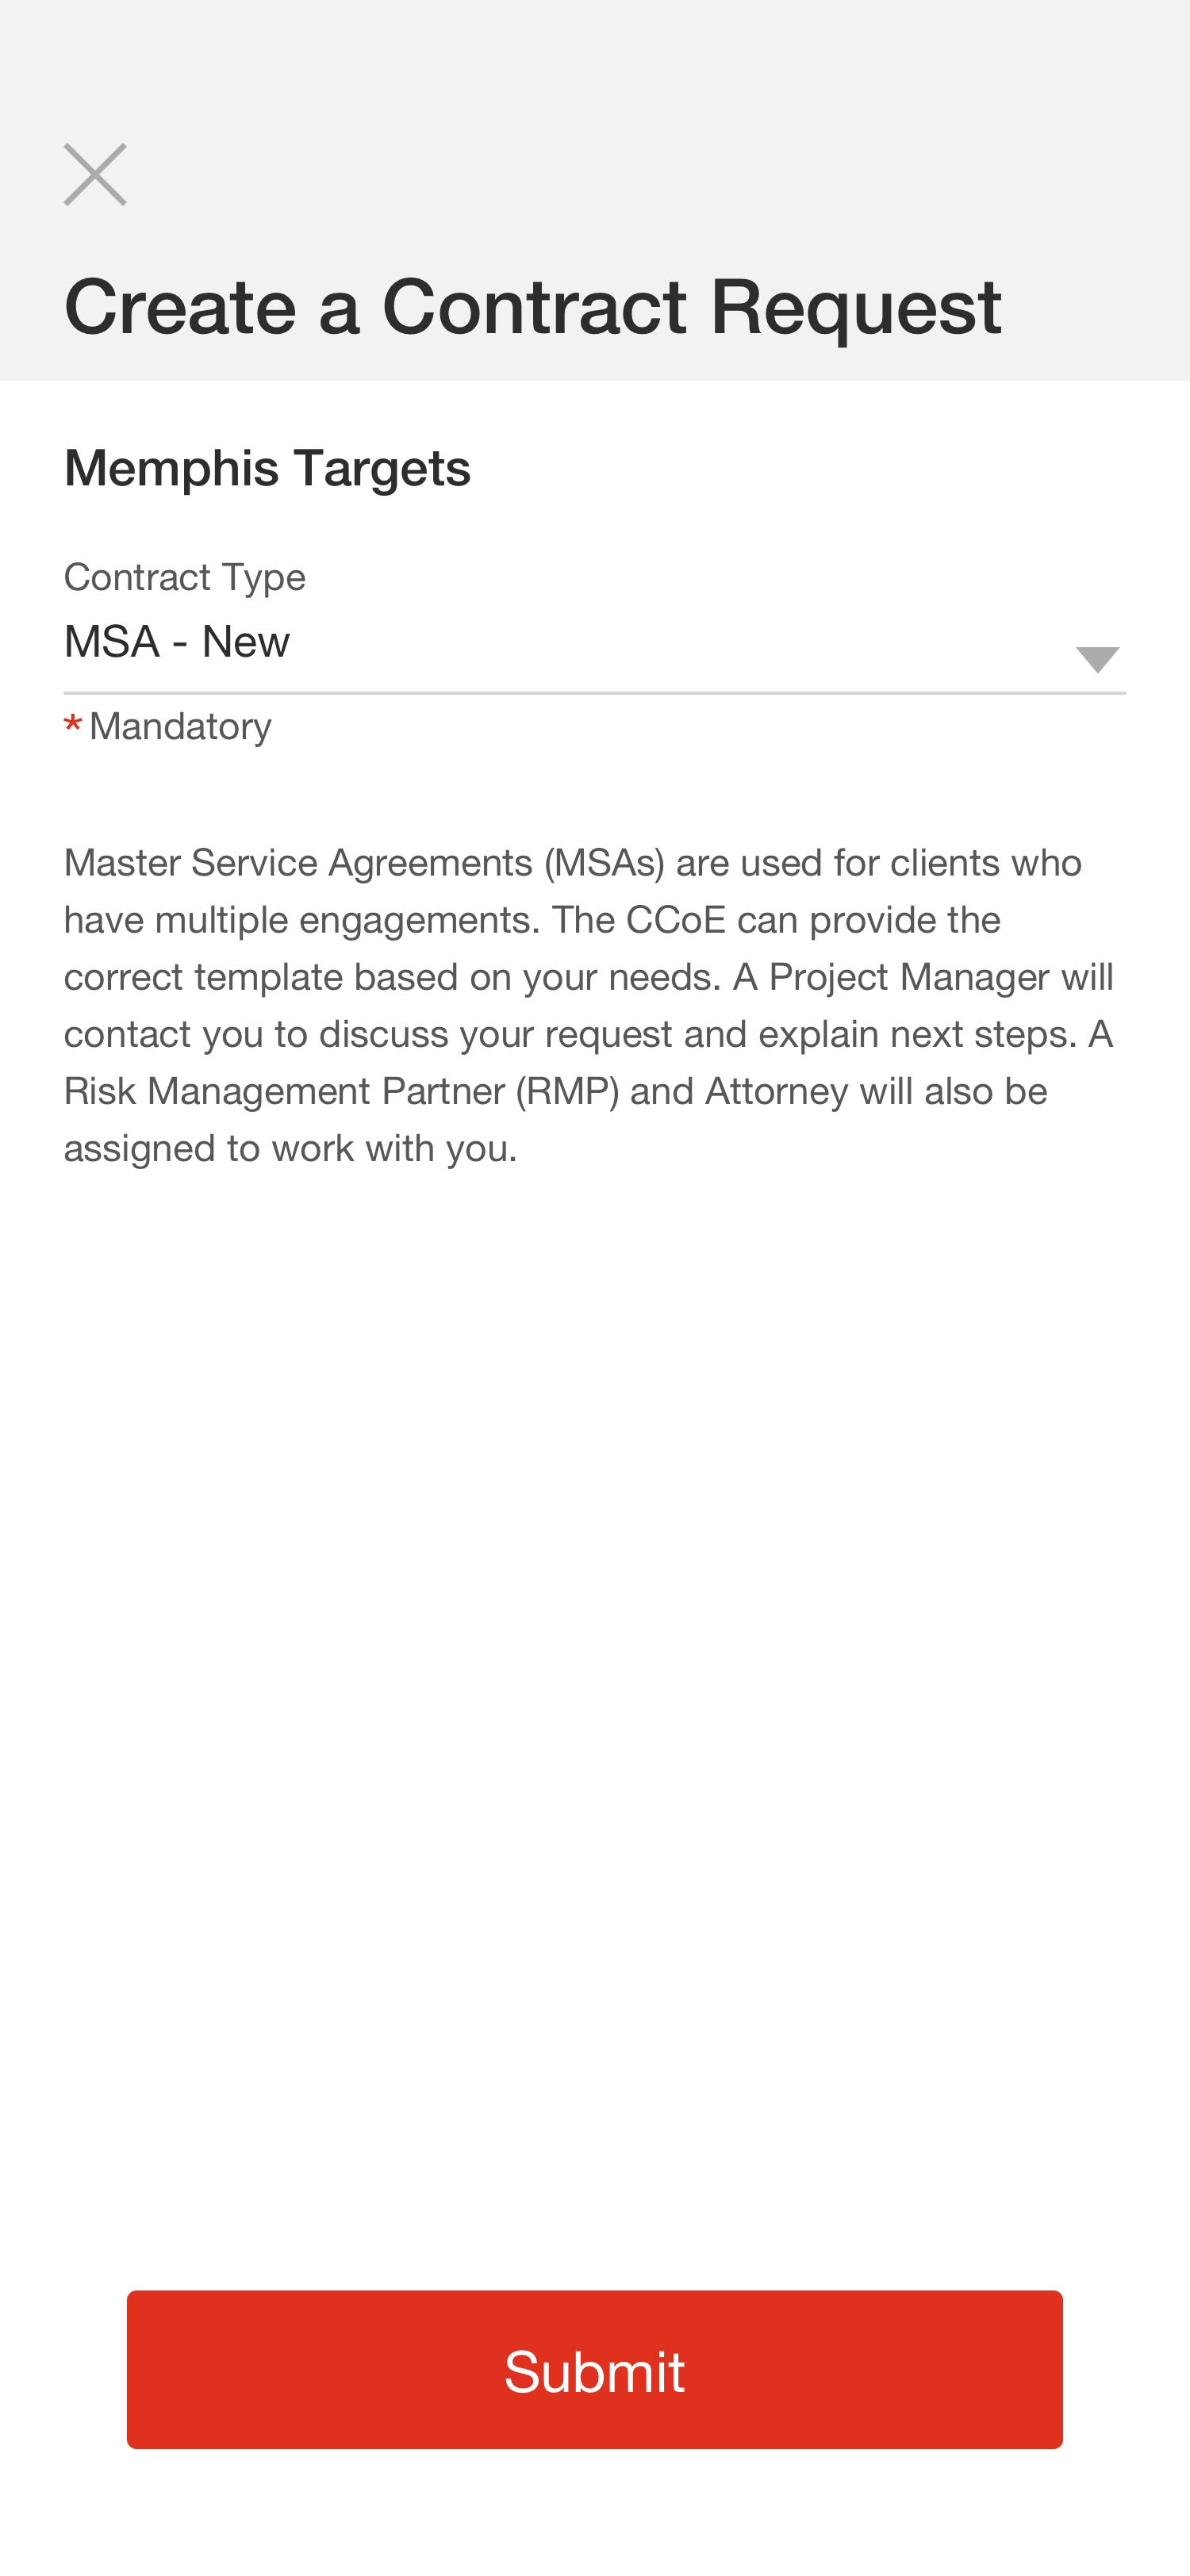 Create a Contract Request
Memphis Targets
Contract Type
MSA - New
* Mandatory
Master Service Agreements (MSAs) are used for clients who
have multiple engagements. The CCoE can provide the
correct template based on your needs. A Project Manager will
contact you to discuss your request and explain next steps. A
Risk Management Partner (RMP) and Attorney will also be
assigned to work with you.
Submit